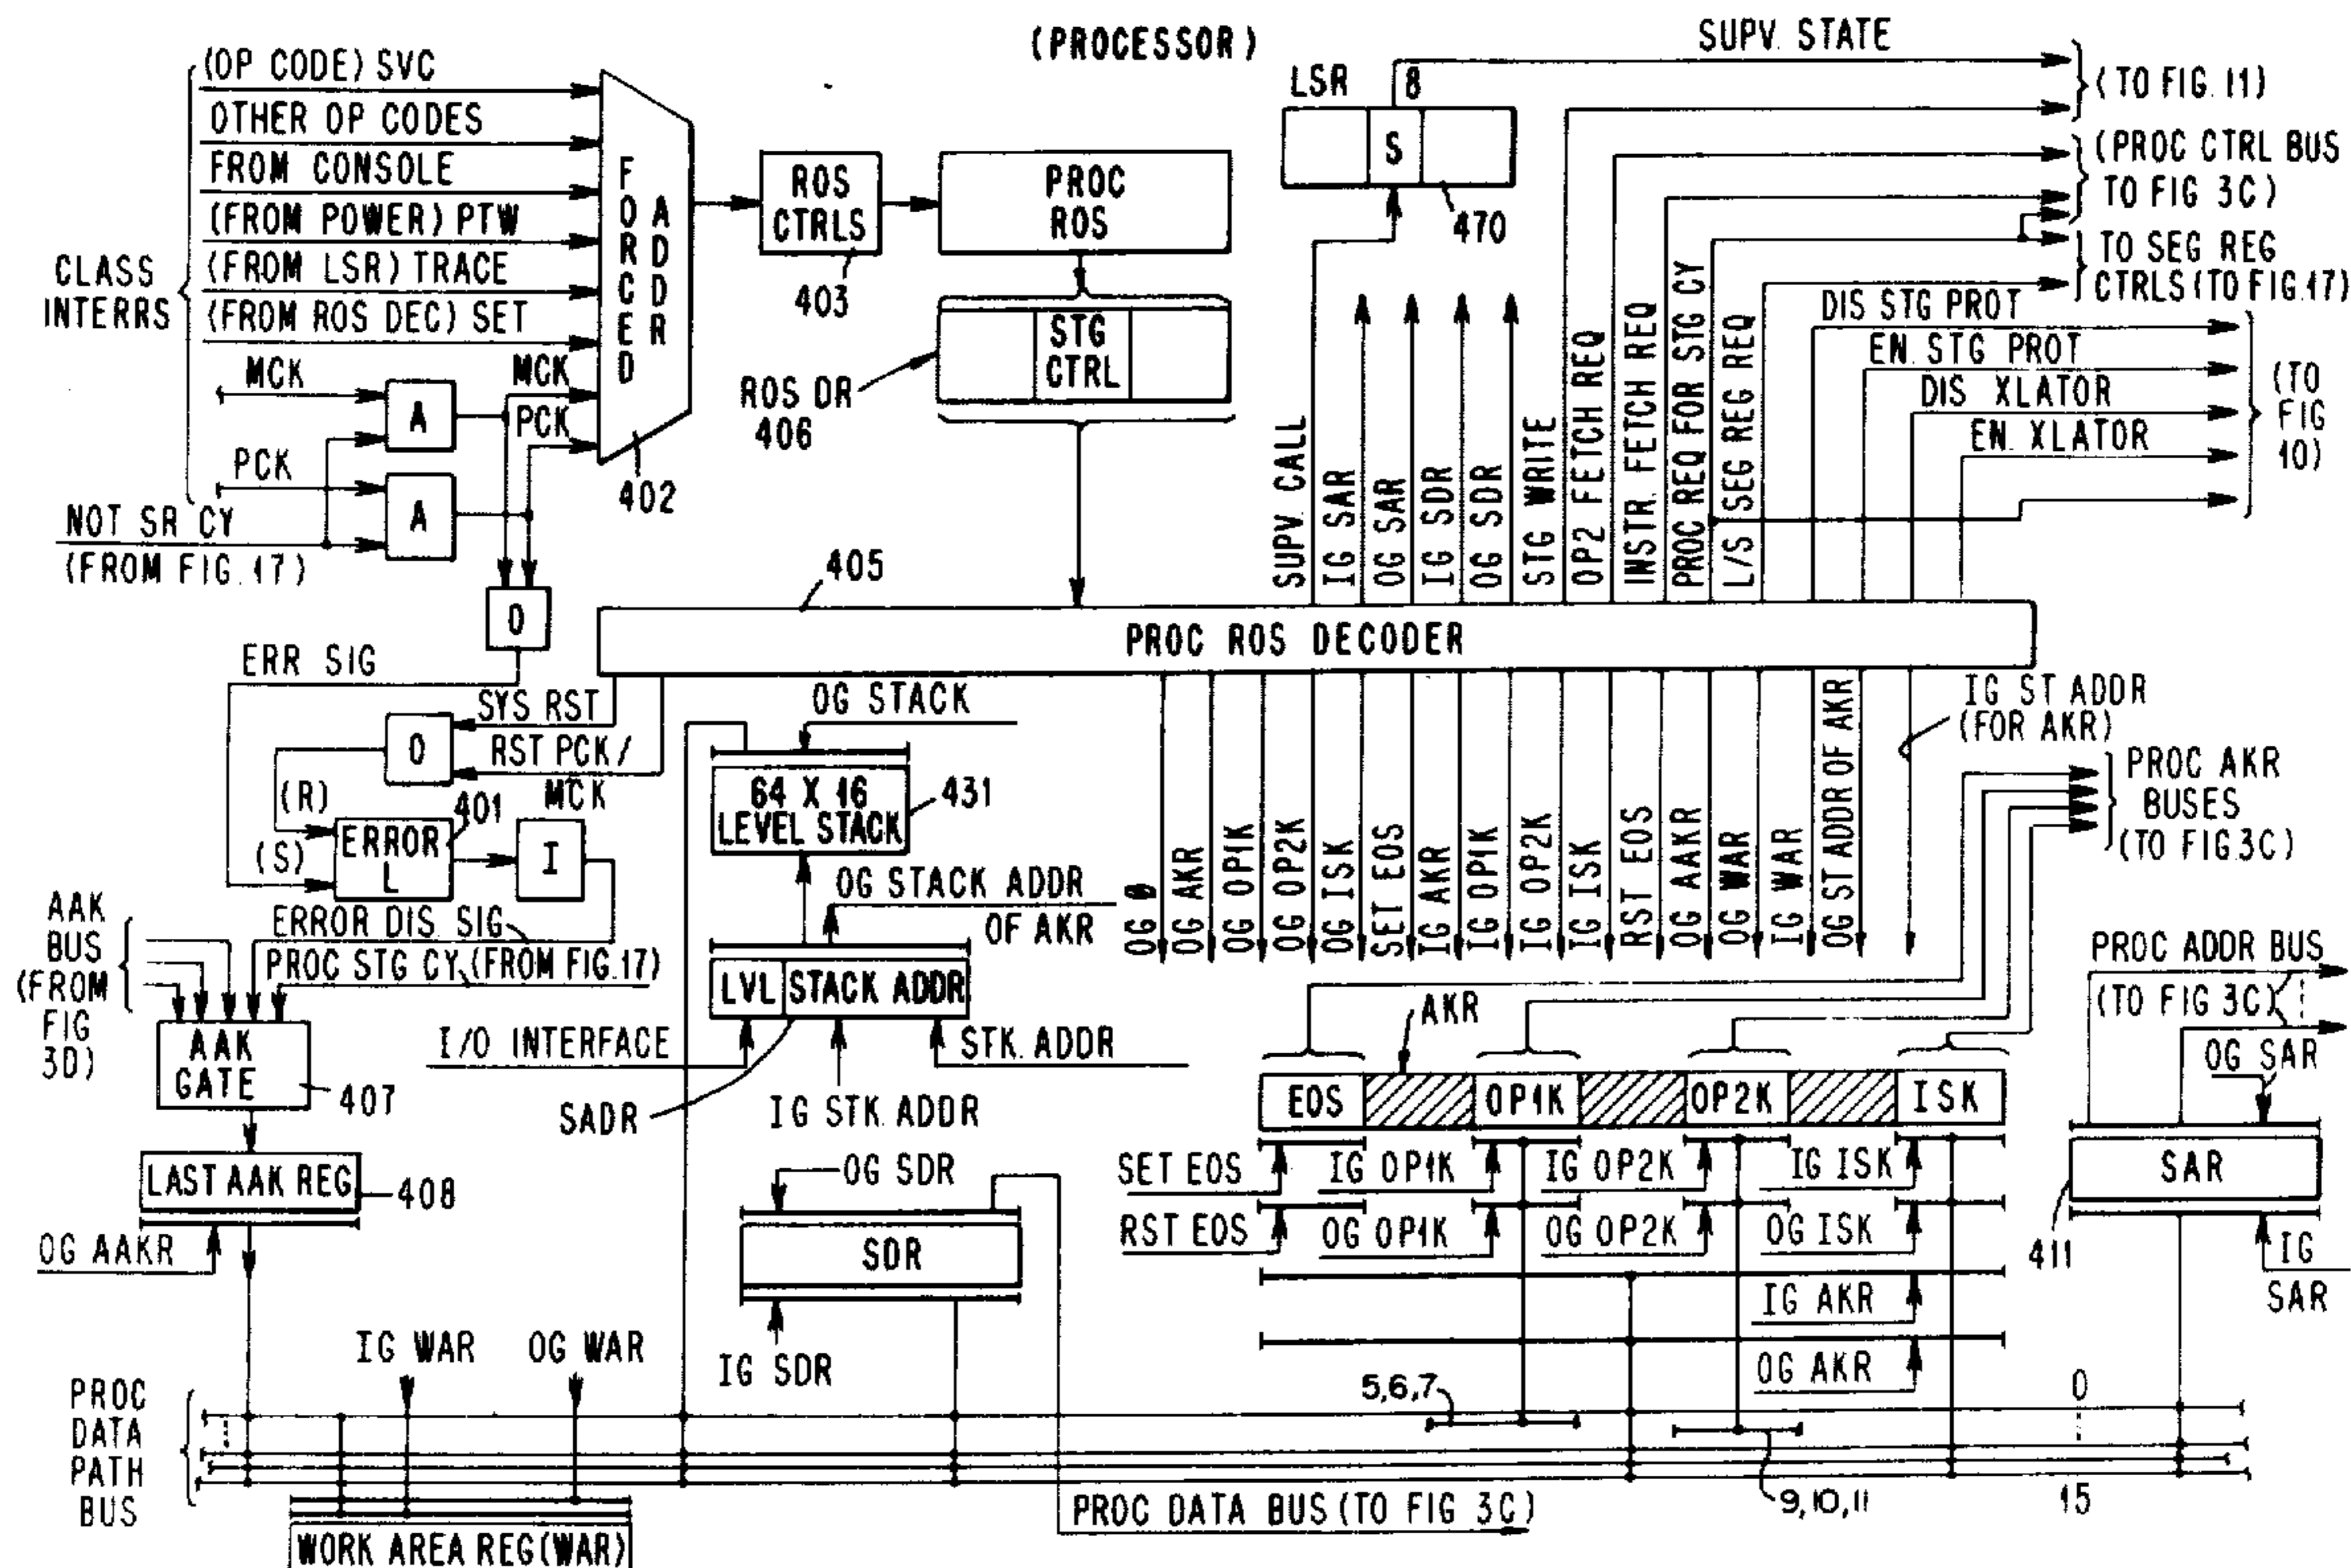 (PROCESSOR)
CLASS
INTERRS
(OP CODE) SVC
OTHER OP CODES
FROM CONSOLE
(FROM POWER) PTW
(FROM LSR) TRACE
(FROM ROS DEC) SET
MCK
PCK
NOT SR CY
(FROM FIG. 17)
A
A
MCK
PCK
FORCED
ADDR
402
ROS
CTRLS
403
PROC
ROS
STG
CTRL
ROS DR
406
LSR
8
S
470
SUPV. STATE
(TO FIG. 11)
(PROC CTRL BUS
TO FIG 3C)
TO SEG REG
CTRLS (TO FIG. 17)
DIS STG PROT
EN. STG PROT
DIS XLATOR
EN. XLATOR
(TO
FIG
10)
SUPV. CALL
IG SAR
OG SAR
IG SDR
OG SDR
STG WRITE
OP2 FETCH REQ
INSTR. FETCH REQ
PROC REQ FOR STG CY
L/S SEG REG REQ
O
405
PROC ROS DECODER
ERR SIG
SYS RST
RST PCK/
MCK
O
(R)
(S)
401
ERROR
L
I
OG STACK
64 X 16
LEVEL STACK
431
OG STACK ADDR
OF AKR
LVL
STACK ADDR
I/O INTERFACE
STK. ADDR
SADR
IG STK. ADDR
AAK
BUS
(FROM
FIG
3D)
ERROR DIS SIG
PROC STG CY (FROM FIG. 17)
AAK
GATE
407
LAST AAK REG
408
OG AAKR
OG Ø
OG AKR
OG OP1K
OG OP2K
OG ISK
SET EOS
IG AKR
IG OP1K
IG OP2K
IG ISK
RST EOS
OG AAKR
OG WAR
IG WAR
OG ST ADDR OF AKR
IG ST ADDR
(FOR AKR)
PROC AKR
BUSES
(TO FIG.3C)
PROC ADDR BUS
(TO FIG 3C)
OG SAR
SAR
411
IG
SAR
AKR
EOS
OP1K
OP2K
ISK
SET EOS
IG OP1K
IG OP2K
IG ISK
RST EOS
OG OP1K
OG OP2K
OG ISK
IG AKR
OG AKR
OG SDR
SDR
IG SDR
IG WAR
OG WAR
PROC
DATA
PATH
BUS
5,6,7
9,10,11
0
15
WORK AREA REG(WAR)
PROC DATA BUS (TO FIG 3C)